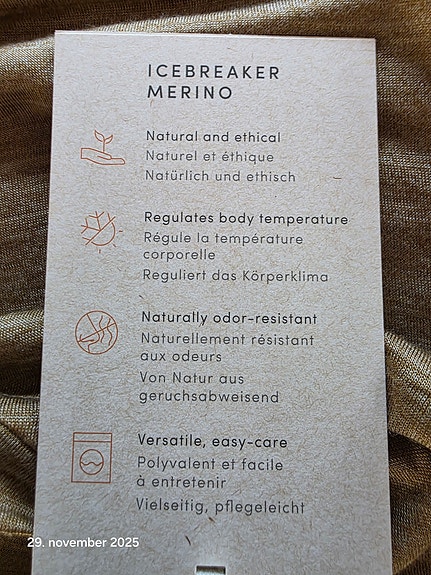 ICEBREAKER
MERINO
Natural and ethical
Naturel et éthique
Natürlich und ethisch
Regulates body temperature
Régule la température
corporelle
Reguliert das Körperklima
Naturally odor-resistant
Naturellement résistant
aux odeurs
Von Natur aus
geruchsabweisend
Versatile, easy-care
Polyvalent et facile
à entretenir
Vielseitig, pflegeleicht
29. november 2025